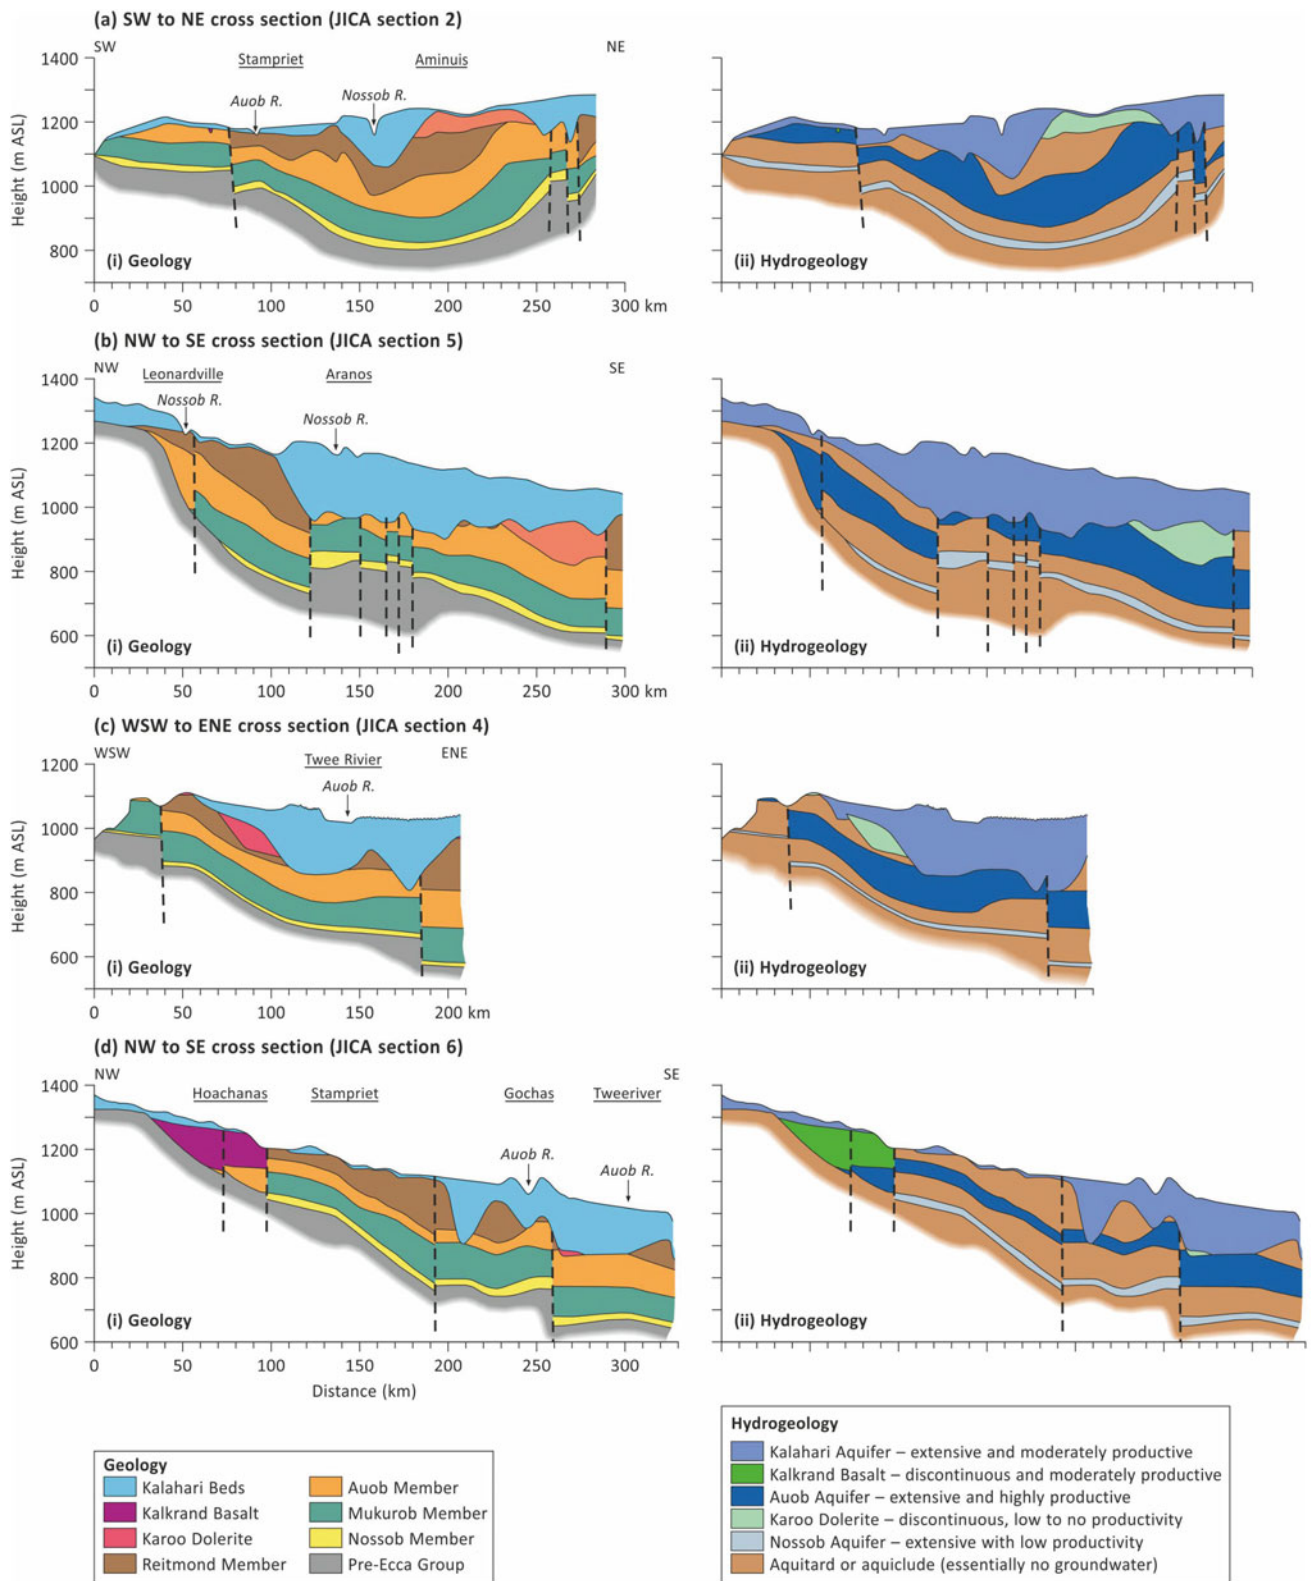 (a) SW to NE cross section (JICA section 2)
SW
NE
Stampriet
Aminuis
Auob R.
Nossob R.
Height (m ASL)
1400
1200
1000
800
(i) Geology
(ii) Hydrogeology
0 50 100 150 200 250 300 km
(b) NW to SE cross section (JICA section 5)
NW
SE
Leonardville
Aranos
Nossob R.
Nossob R.
Height (m ASL)
1400
1200
1000
800
600
(i) Geology
(ii) Hydrogeology
0 50 100 150 200 250 300 km
(c) WSW to ENE cross section (JICA section 4)
WSW
ENE
Twee Rivier
Auob R.
Height (m ASL)
1200
1000
800
600
(i) Geology
(ii) Hydrogeology
0 50 100 150 200 km
(d) NW to SE cross section (JICA section 6)
NW
SE
Hoachanas
Stampriet
Gochas
Tweeriver
Auob R.
Auob R.
Height (m ASL)
1400
1200
1000
800
600
(i) Geology
(ii) Hydrogeology
0 50 100 150 200 250 300
Distance (km)
Geology
Kalahari Beds
Kalkrand Basalt
Karoo Dolerite
Reitmond Member
Auob Member
Mukurob Member
Nossob Member
Pre-Ecca Group
Hydrogeology
Kalahari Aquifer – extensive and moderately productive
Kalkrand Basalt – discontinuous and moderately productive
Auob Aquifer – extensive and highly productive
Karoo Dolerite – discontinuous, low to no productivity
Nossob Aquifer – extensive with low productivity
Aquitard or aquiclude (essentially no groundwater)